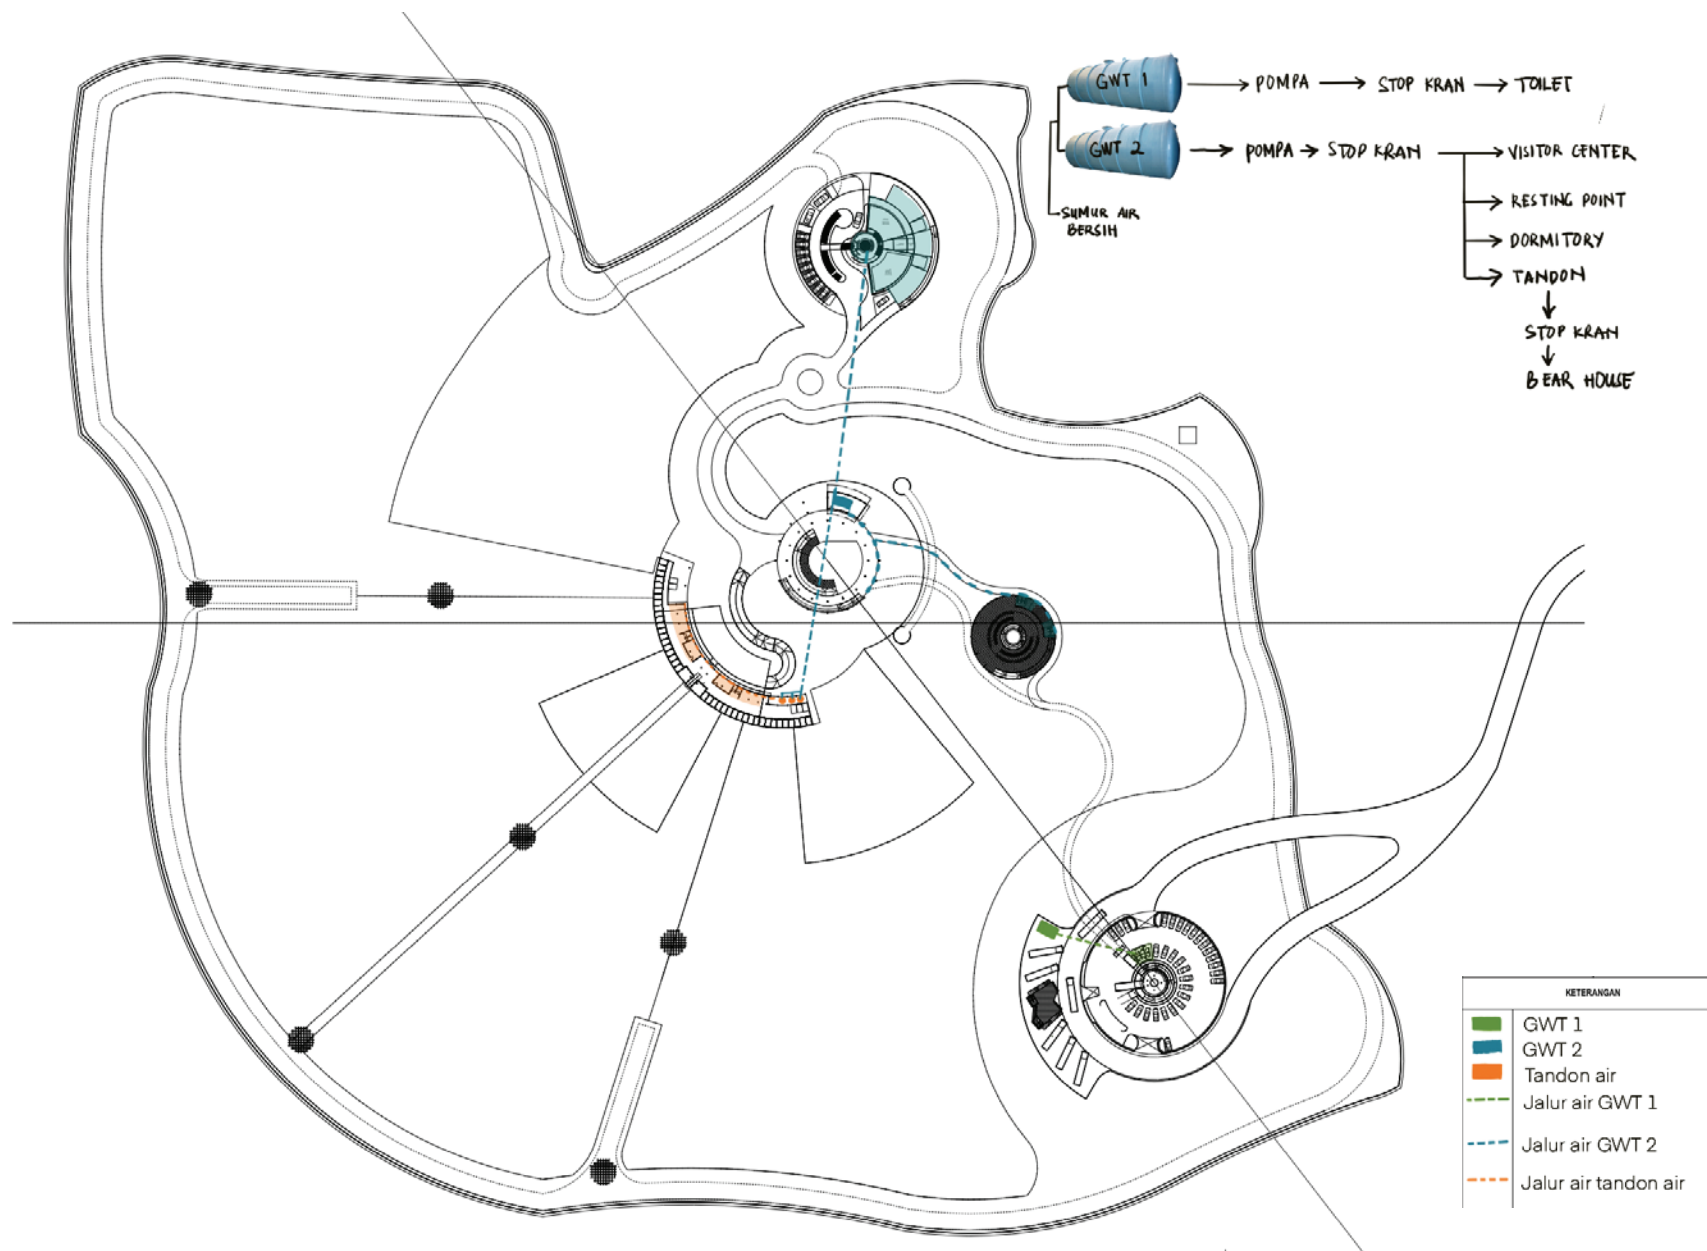 GWT 1 POMPA STOP KRAN TOILET
GWT 2 POMPA STOP KRAN VISITOR CENTER
RESTING POINT
SUMUR AIR
BERSIH
DORMITORY
TANDON
STOP KRAN
BEAR HOUSE
KETERANGAN
GWT 1
GWT 2
Tandon air
Jalur air GWT 1
Jalur air GWT 2
Jalur air tandon air